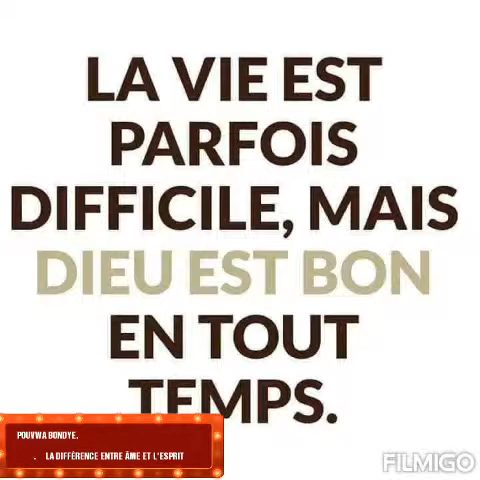 LA VIE EST
PARFOIS
DIFFICILE, MAIS
DIEU EST BON
EN TOUT
TEMPS.
POUVWA BONDYE.
. LA DIFFÉRENCE ENTRE ÂME ET L'ESPRIT
FILMIGO